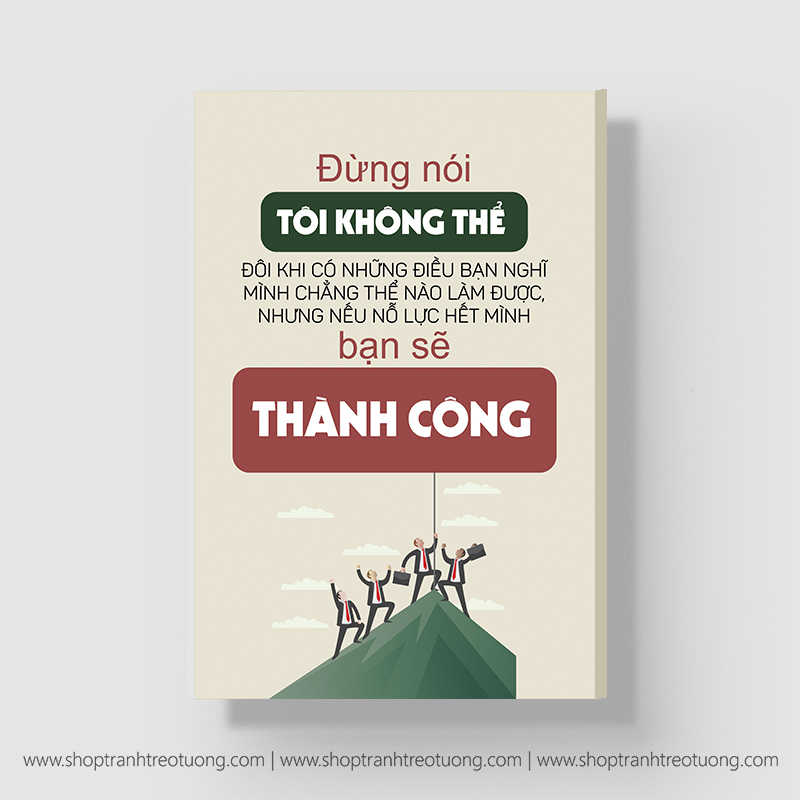 Đừng nói
TÔI KHÔNG THỂ
ĐÔI KHI CÓ NHỮNG ĐIỀU BẠN NGHĨ
MÌNH CHẲNG THỂ NÀO LÀM ĐƯỢC,
NHƯNG NẾU NỖ LỰC HẾT MÌNH
bạn sẽ
THÀNH CÔNG
www.shoptranhtreotuong.com | www.shoptranhtreotuong.com | www.shoptranhtreotuong.com